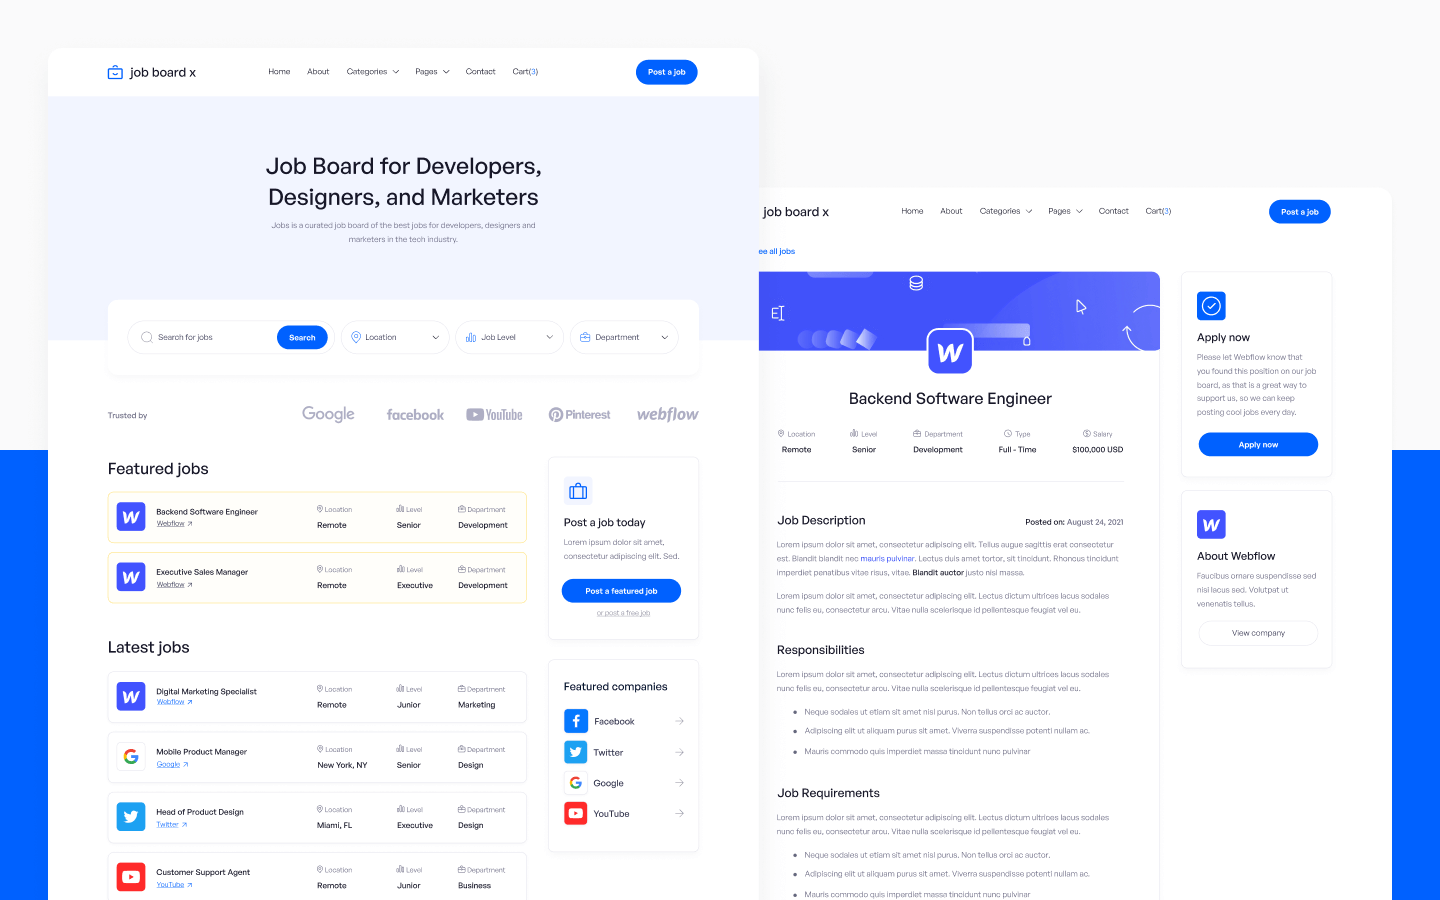 job board x
Home About Categories Pages Contact Cart(3)
Post a job
Job Board for Developers,
Designers, and Marketers
Jobs is a curated job board of the best jobs for developers, designers and
marketers in the tech industry.
Search for jobs
Search
Location
Job Level
Department
Trusted by
Google facebook YouTube Pinterest webflow
Featured jobs
Backend Software Engineer
Webflow
Location Level Department
Remote Senior Development
Executive Sales Manager
Webflow
Location Level Department
Remote Executive Development
Latest jobs
Digital Marketing Specialist
Webflow
Location Level Department
Remote Junior Marketing
Mobile Product Manager
Google
Location Level Department
New York, NY Senior Design
Head of Product Design
Twitter
Location Level Department
Miami, FL Executive Design
Customer Support Agent
YouTube
Location Level Department
Remote Junior Business
Post a job today
Lorem ipsum dolor sit amet,
consectetur adipiscing elit. Sed.
Post a featured job
or post a free job
Featured companies
Facebook
Twitter
Google
YouTube
job board x
Home About Categories Pages Contact Cart(3)
Post a job
ee all jobs
Backend Software Engineer
Location Level Department Type Salary
Remote Senior Development Full - Time $100,000 USD
Job Description
Posted on: August 24, 2021
Lorem ipsum dolor sit amet, consectetur adipiscing elit. Tellus augue sagittis erat consectetur
est. Blandit blandit nec mauris pulvinar. Lectus duis amet tortor, sit tincidunt. Rhoncus tincidunt
imperdiet penatibus vitae risus, vitae. Blandit auctor justo nisl massa.
Lorem ipsum dolor sit amet, consectetur adipiscing elit. Lectus dictum ultrices lacus sodales
nunc felis eu, consectetur arcu. Vitae nulla scelerisque id pellentesque feugiat vel eu.
Responsibilities
Lorem ipsum dolor sit amet, consectetur adipiscing elit. Lectus dictum ultrices lacus sodales
nunc felis eu, consectetur arcu. Vitae nulla scelerisque id pellentesque feugiat vel eu.
Neque sodales ut etiam sit amet nisl purus. Non tellus orci ac auctor.
Adipiscing elit ut aliquam purus sit amet. Viverra suspendisse potenti nullam ac.
Mauris commodo quis imperdiet massa tincidunt nunc pulvinar
Job Requirements
Lorem ipsum dolor sit amet, consectetur adipiscing elit. Lectus dictum ultrices lacus sodales
nunc felis eu, consectetur arcu. Vitae nulla scelerisque id pellentesque feugiat vel eu.
Neque sodales ut etiam sit amet nisl purus. Non tellus orci ac auctor.
Adipiscing elit ut aliquam purus sit amet. Viverra suspendisse potenti nullam ac.
Mauris commodo quis imperdiet massa tincidunt nunc pulvinar
Apply now
Please let Webflow know that
you found this position on our job
board, as that is a great way to
support us, so we can keep
posting cool jobs every day.
Apply now
About Webflow
Faucibus ornare suspendisse sed
nisi lacus sed. Volutpat ut
venenatis tellus.
View company